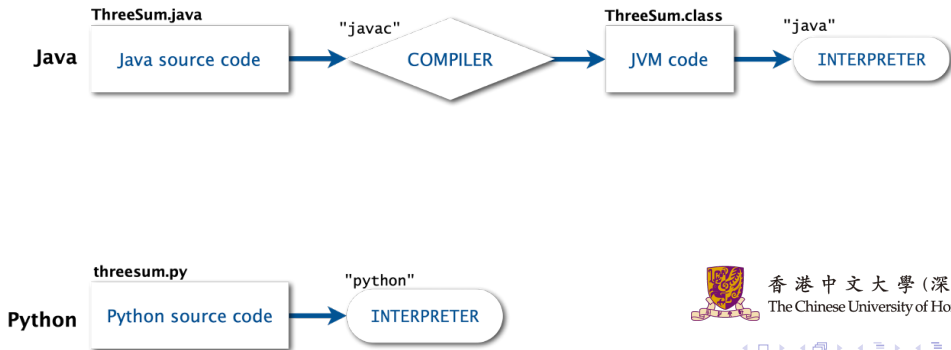 ThreeSum.java
"javac"
ThreeSum.class
"java"
Java
Java source code
COMPILER
JVM code
INTERPRETER
threesum.py
"python"
Python
Python source code
INTERPRETER
香港中文大學(深
The Chinese University of Ho